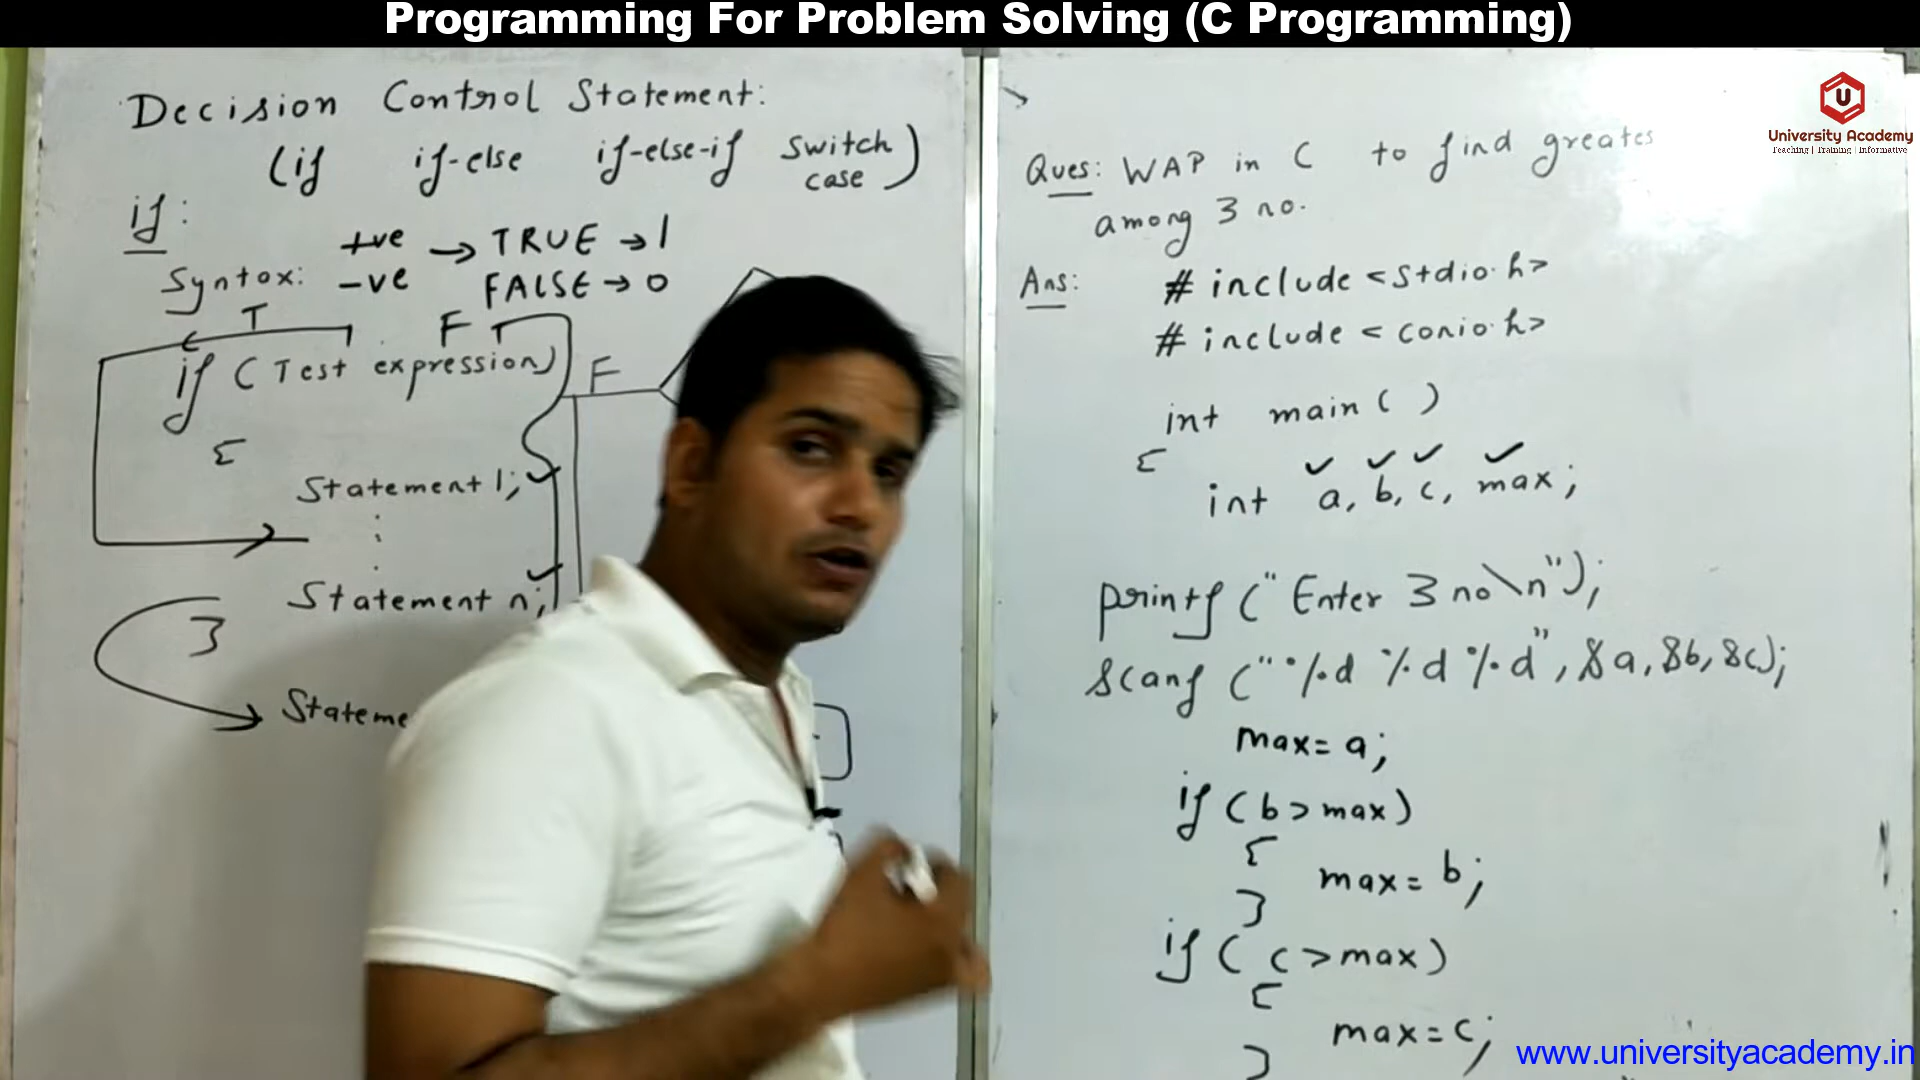 Programming For Problem Solving (C Programming)
Decision Control Statement:
(if if-else if-else-if switch case)
if:
+ve → TRUE → 1
Syntax: -ve FALSE → 0
T F
if (Test expression)
F
{
Statement 1;
Statement n;
}
U
University Academy
Teaching | Training | Informative
Ques: WAP in C to find greates
among 3 no.
Ans: # include <stdio.h>
# include <conio.h>
int main ( )
{
int a, b, c, max;
printf ("Enter 3 no\n");
scanf ("%d %d %d", &a, &b, &c);
max = a;
if (b > max)
{
max = b;
}
if ( c > max)
{
max = c;
}
www.universityacademy.in